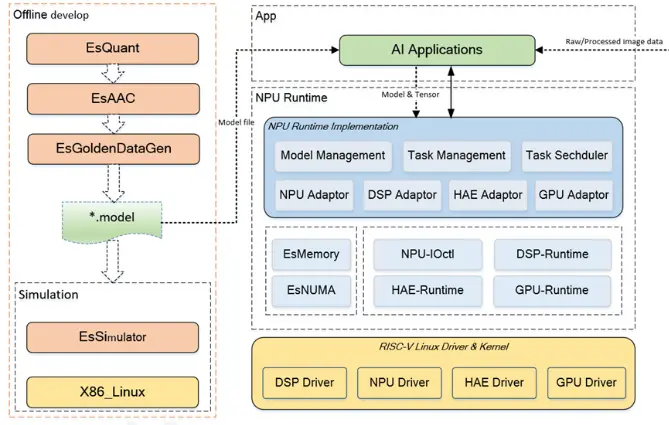 Offline develop
EsQuant
EsAAC
EsGoldenDataGen
*.model
Simulation
EsSimulator
X86_Linux
Model file
App
AI Applications
Raw/Processed Image data
Model & Tensor
NPU Runtime
NPU Runtime Implementation
Model Management Task Management Task Sechduler
NPU Adaptor DSP Adaptor HAE Adaptor GPU Adaptor
EsMemory NPU-IOctl DSP-Runtime
EsNUMA HAE-Runtime GPU-Runtime
RISC-V Linux Driver & Kernel
DSP Driver NPU Driver HAE Driver GPU Driver